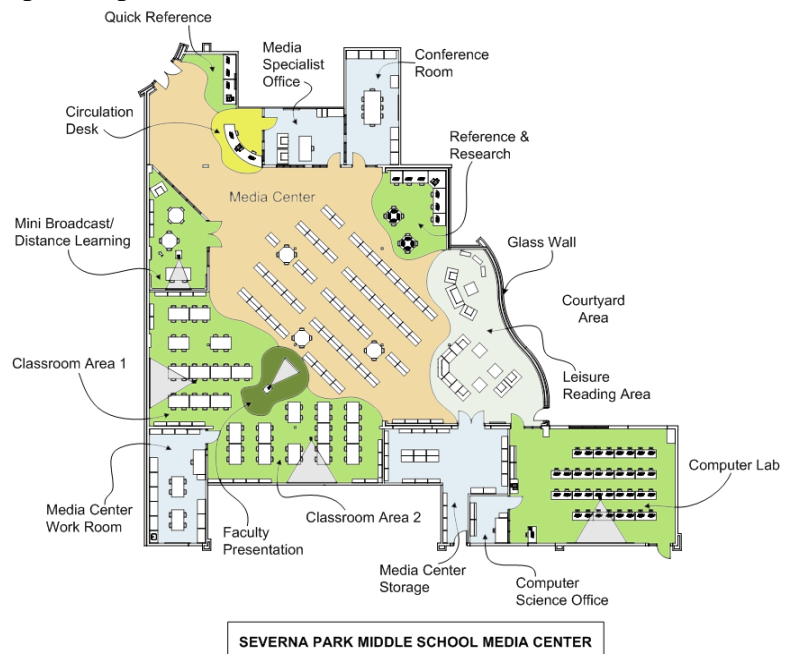 Quick Reference
Media
Specialist
Office
Conference
Room
Circulation
Desk
Reference &
Research
Media Center
Mini Broadcast/
Distance Learning
Glass Wall
Courtyard
Area
Classroom Area 1
Leisure
Reading Area
Computer Lab
Media Center
Work Room
Faculty
Presentation
Classroom Area 2
Media Center
Storage
Computer
Science Office
SEVERNA PARK MIDDLE SCHOOL MEDIA CENTER